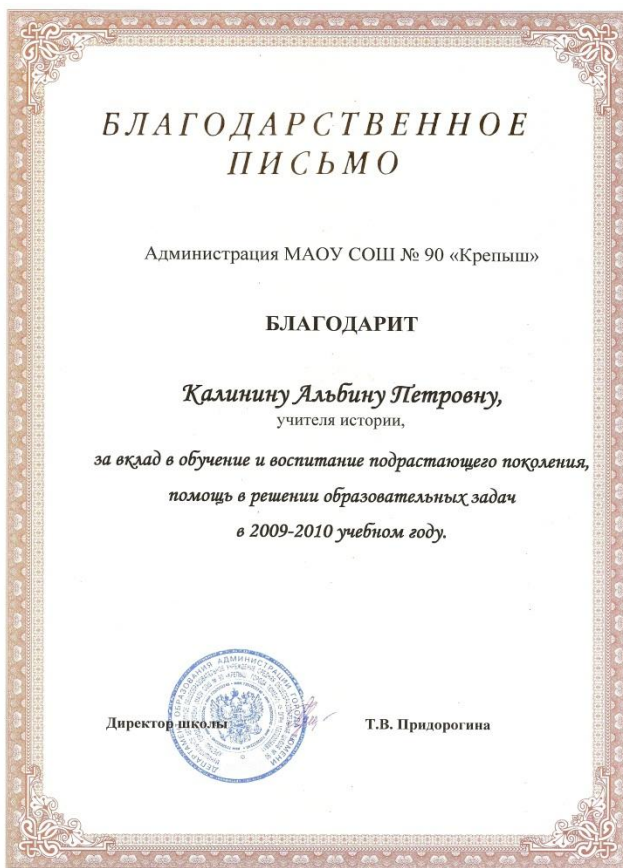 БЛАГОДАРСТВЕННОЕ
ПИСЬМО
Администрация МАОУ СОШ № 90 «Крепыш»
БЛАГОДАРИТ
Калинину Альбину Петровну,
учителя истории,
за вклад в обучение и воспитание подрастающего поколения,
помощь в решении образовательных задач
в 2009-2010 учебном году.
Директор школы Т.В. Придорогина